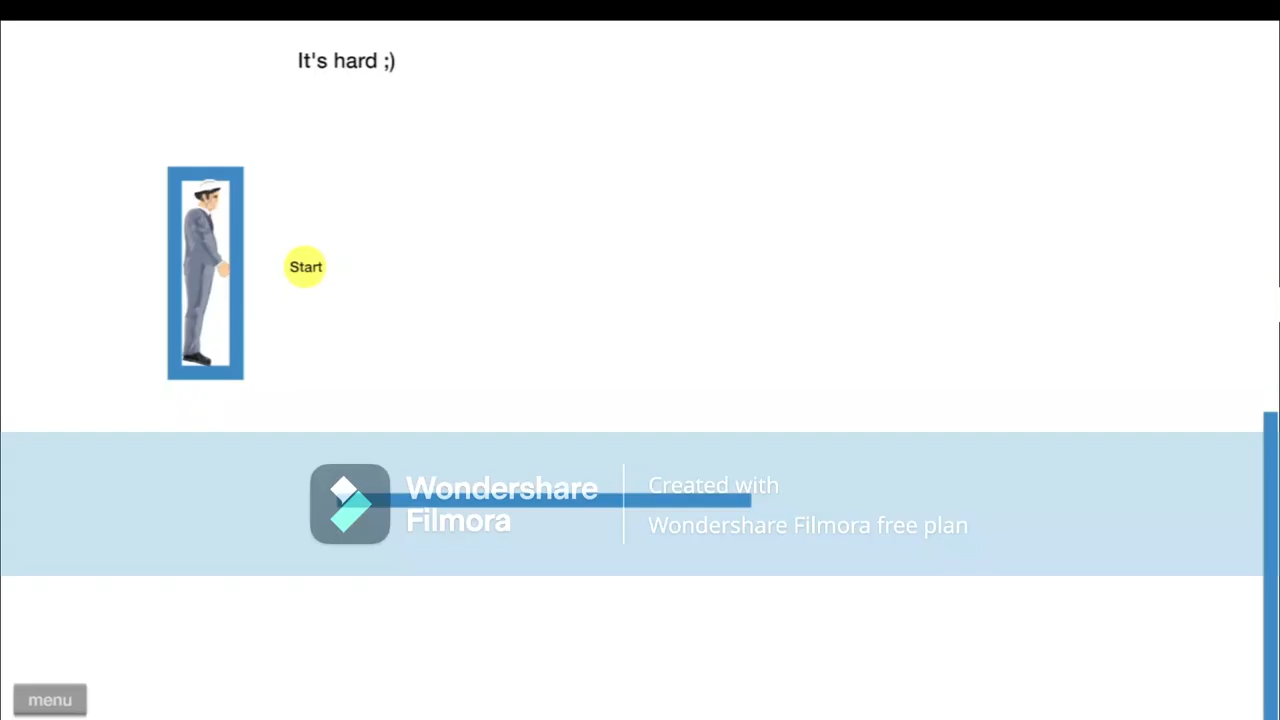 It's hard ;)
Start
Wondershare
Filmora
Created with
Wondershare Filmora free plan
menu